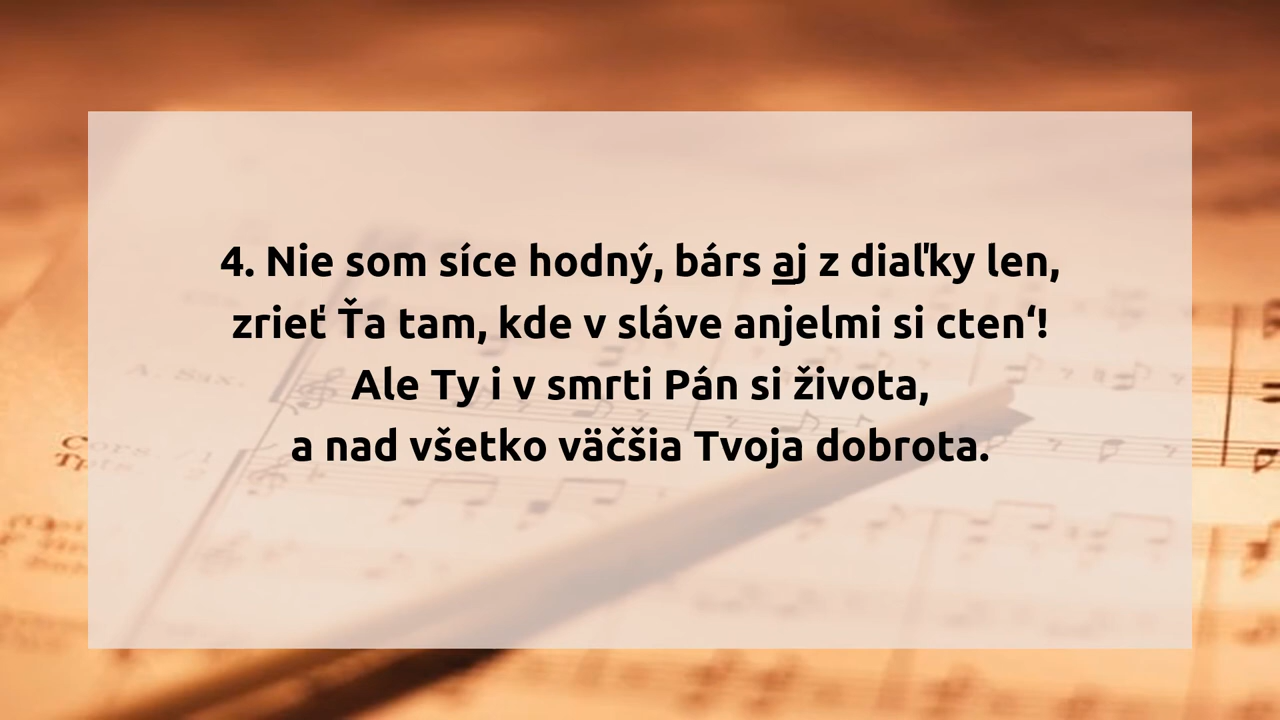 4. Nie som síce hodný, bárs aj z diaľky len,
zrieť Ťa tam, kde v sláve anjelmi si cten‘!
Ale Ty i v smrti Pán si života,
a nad všetko väčšia Tvoja dobrota.
A. Sax.